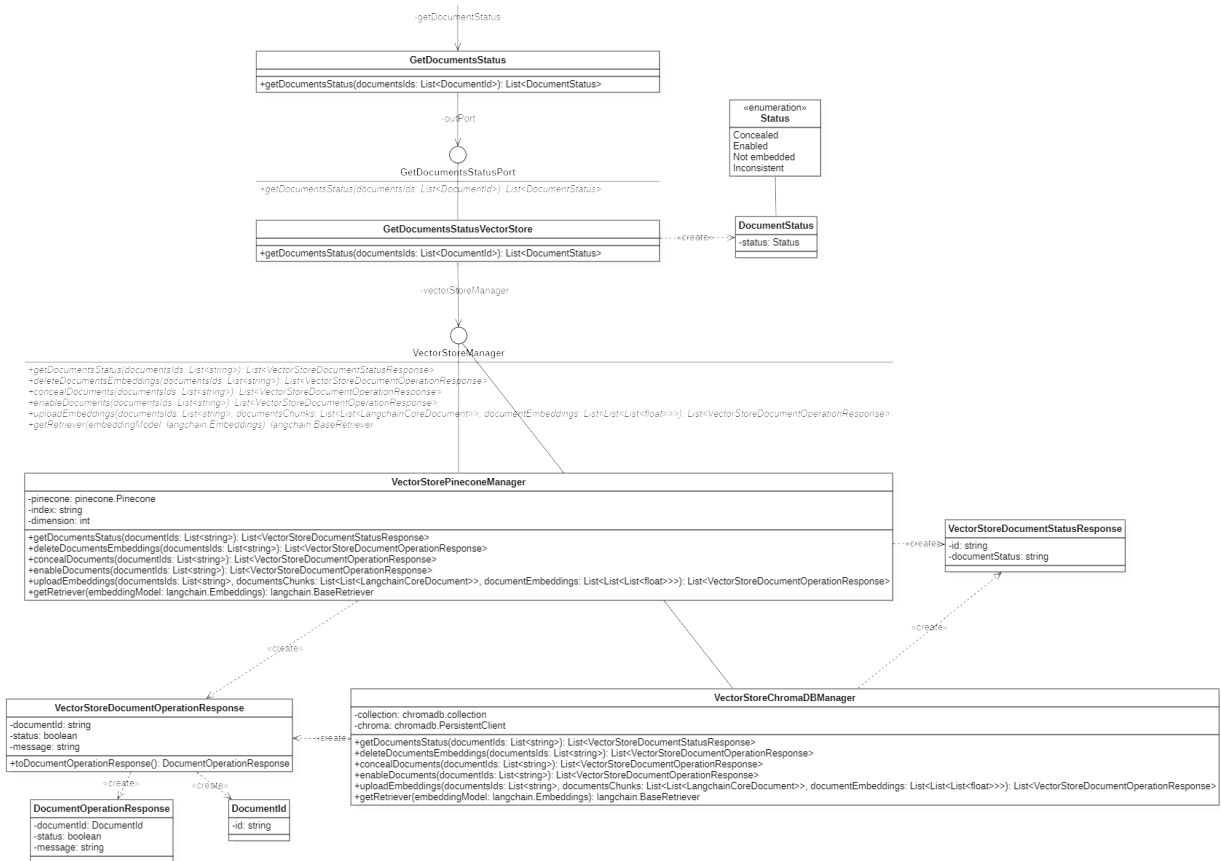 -getDocumentStatus
GetDocumentsStatus
+getDocumentsStatus(documentsIds: List<DocumentId>): List<DocumentStatus>
-outPort
GetDocumentsStatusPort
+getDocumentsStatus(documentsIds: List<DocumentId>): List<DocumentStatus>
«enumeration»
Status
Concealed
Enabled
Not embedded
Inconsistent
GetDocumentsStatusVectorStore
+getDocumentsStatus(documentsIds: List<DocumentId>): List<DocumentStatus>
«create»
DocumentStatus
-status: Status
-vectorStoreManager
VectorStoreManager
+getDocumentsStatus(documentsIds: List<string>): List<VectorStoreDocumentStatusResponse>
+deleteDocumentsEmbeddings(documentsIds: List<string>): List<VectorStoreDocumentOperationResponse>
+concealDocuments(documentsIds: List<string>): List<VectorStoreDocumentOperationResponse>
+enableDocuments(documentsIds: List<string>): List<VectorStoreDocumentOperationResponse>
+uploadEmbeddings(documentsIds: List<string>, documentsChunks: List<List<LangchainCoreDocument>>, documentEmbeddings: List<List<List<float>>>): List<VectorStoreDocumentOperationResponse>
+getRetriever(embeddingModel: langchain.Embeddings): langchain.BaseRetriever
VectorStorePineconeManager
-pinecone: pinecone.Pinecone
-index: string
-dimension: int
+getDocumentsStatus(documentIds: List<string>): List<VectorStoreDocumentStatusResponse>
+deleteDocumentsEmbeddings(documentsIds: List<string>): List<VectorStoreDocumentOperationResponse>
+concealDocuments(documentIds: List<string>): List<VectorStoreDocumentOperationResponse>
+enableDocuments(documentIds: List<string>): List<VectorStoreDocumentOperationResponse>
+uploadEmbeddings(documentsIds: List<string>, documentsChunks: List<List<LangchainCoreDocument>>, documentEmbeddings: List<List<List<float>>>): List<VectorStoreDocumentOperationResponse>
+getRetriever(embeddingModel: langchain.Embeddings): langchain.BaseRetriever
«create»
VectorStoreDocumentStatusResponse
-id: string
-documentStatus: string
«create»
«create»
VectorStoreDocumentOperationResponse
-documentId: string
-status: boolean
-message: string
+toDocumentOperationResponse(): DocumentOperationResponse
«create»
VectorStoreChromaDBManager
-collection: chromadb.collection
-chroma: chromadb.PersistentClient
+getDocumentsStatus(documentIds: List<string>): List<VectorStoreDocumentStatusResponse>
+deleteDocumentsEmbeddings(documentIds: List<string>): List<VectorStoreDocumentOperationResponse>
+concealDocuments(documentIds: List<string>): List<VectorStoreDocumentOperationResponse>
+enableDocuments(documentIds: List<string>): List<VectorStoreDocumentOperationResponse>
+uploadEmbeddings(documentsIds: List<string>, documentsChunks: List<List<LangchainCoreDocument>>, documentEmbeddings: List<List<List<float>>>): List<VectorStoreDocumentOperationResponse>
+getRetriever(embeddingModel: langchain.Embeddings): langchain.BaseRetriever
«create»
«create»
DocumentOperationResponse
-documentId: DocumentId
-status: boolean
-message: string
DocumentId
-id: string